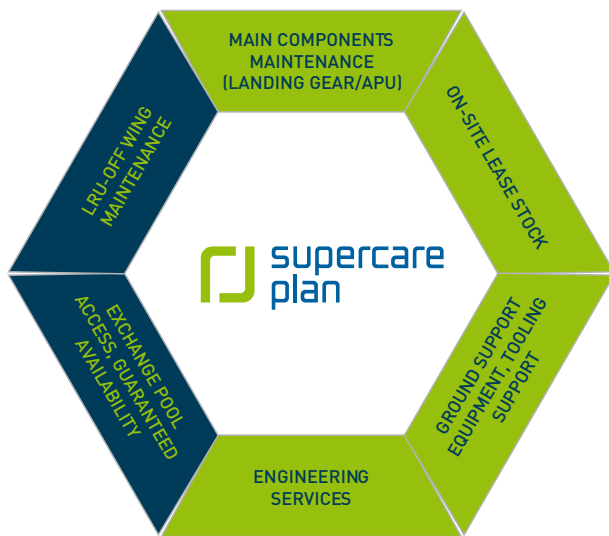 MAIN COMPONENTS
MAINTENANCE
(LANDING GEAR/APU)
ON-SITE LEASE STOCK
GROUND SUPPORT
EQUIPMENT, TOOLING
SUPPORT
ENGINEERING
SERVICES
EXCHANGE POOL
ACCESS, GUARANTEED
AVAILABILITY
LRU-OFF WING
MAINTENANCE
supercare
plan